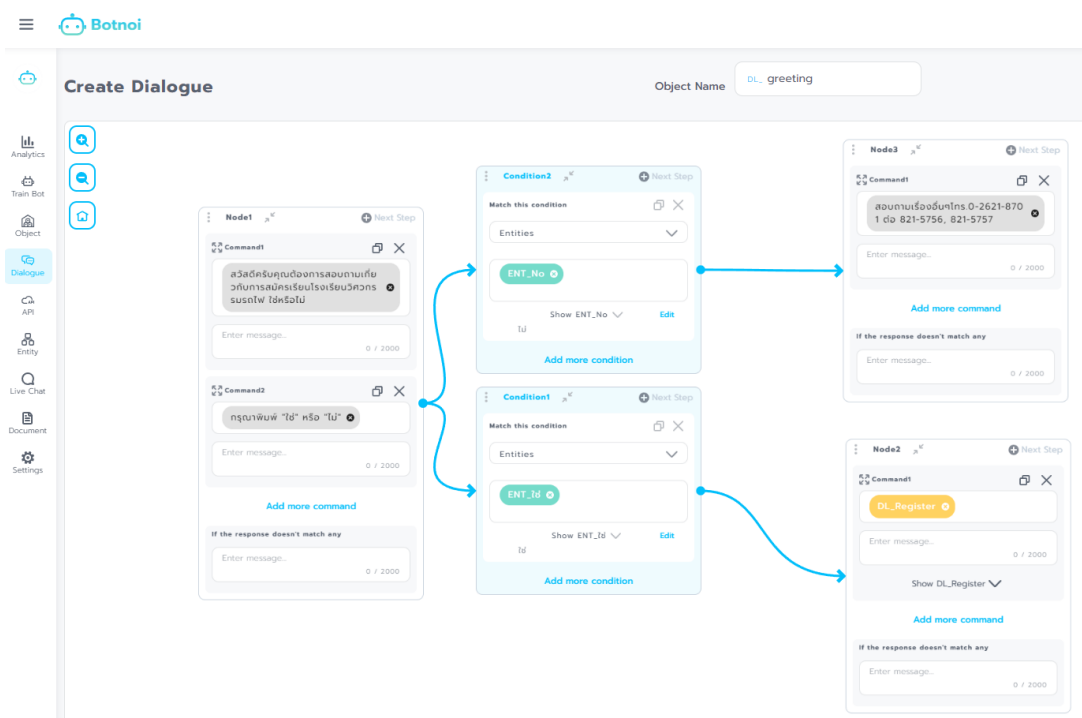 Botnoi
Create Dialogue
Object Name
DL_ greeting
Analytics
Train Bot
Object
Dialogue
API
Entity
Live Chat
Document
Settings
Node1
Next Step
Command1
สวัสดีครับคุณต้องการสอบถามเกี่ย
วกับการสมัครเรียนโรงเรียนวิศวกร
รมรถไฟ ใช่หรือไม่
Enter message..
0 / 2000
Command2
กรุณาพิมพ์ "ใช่" หรือ "ไม่"
Enter message..
0 / 2000
Add more command
If the response doesn't match any
Enter message..
0 / 2000
Condition2
Next Step
Match this condition
Entities
ENT_No
Show ENT_No
Edit
ไม่
Add more condition
Condition1
Next Step
Match this condition
Entities
ENT_ใช่
Show ENT_ใช่
Edit
ใช่
Add more condition
Node3
Next Step
Command1
สอบถามเรื่องอื่นๆโทร.0-2621-870
1 ต่อ 821-5756, 821-5757
Enter message..
0 / 2000
Add more command
If the response doesn't match any
Enter message..
0 / 2000
Node2
Next Step
Command1
DL_Register
Enter message..
0 / 2000
Show DL_Register
Add more command
If the response doesn't match any
Enter message..
0 / 2000